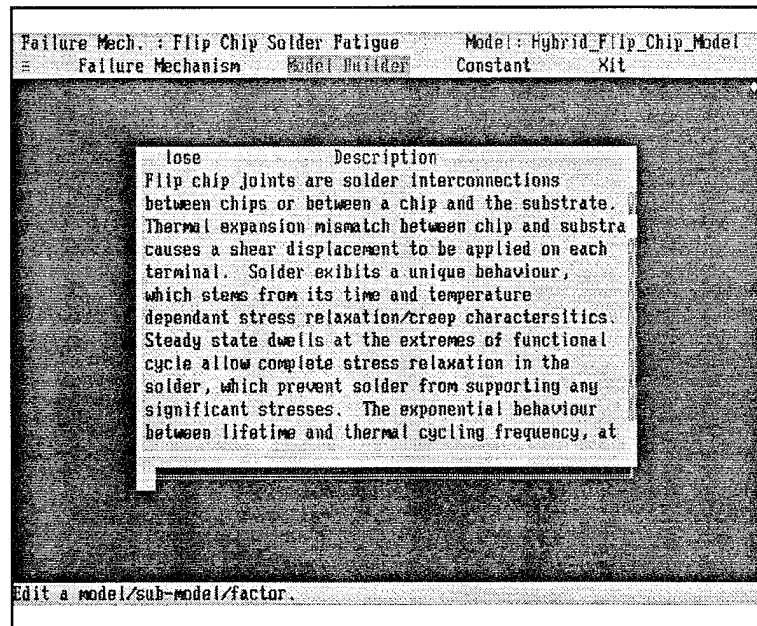 Failure Mech. : Flip Chip Solder Fatigue Model: Hybrid_Flip_Chip_Model
≡ Failure Mechanism Model Builder Constant Xit
lose Description
Flip chip joints are solder interconnections
between chips or between a chip and the substrate.
Thermal expansion mismatch between chip and substra
causes a shear displacement to be applied on each
terminal. Solder exibits a unique behaviour,
which stems from its time and temperature
dependant stress relaxation/creep charactersitics.
Steady state dwells at the extremes of functional
cycle allow complete stress relaxation in the
solder, which prevent solder from supporting any
significant stresses. The exponential behaviour
between lifetime and thermal cycling frequency, at
Edit a model/sub-model/factor.